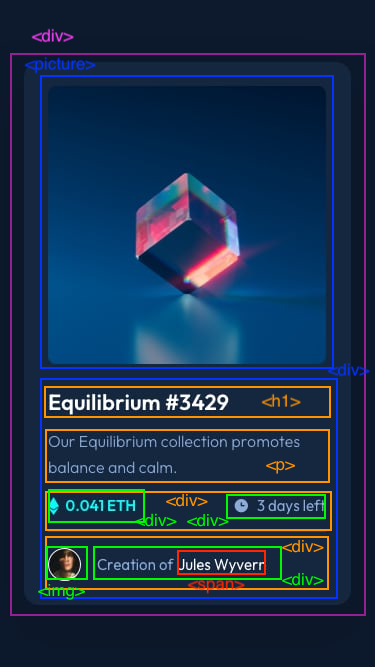 <div>
<picture>
<div>
Equilibrium #3429
<h1>
Our Equilibrium collection promotes
balance and calm.
<p>
0.041 ETH
<div>
3 days left
<div>
<div>
<div>
Creation of Jules Wyvern
<div>
<span>
<img>